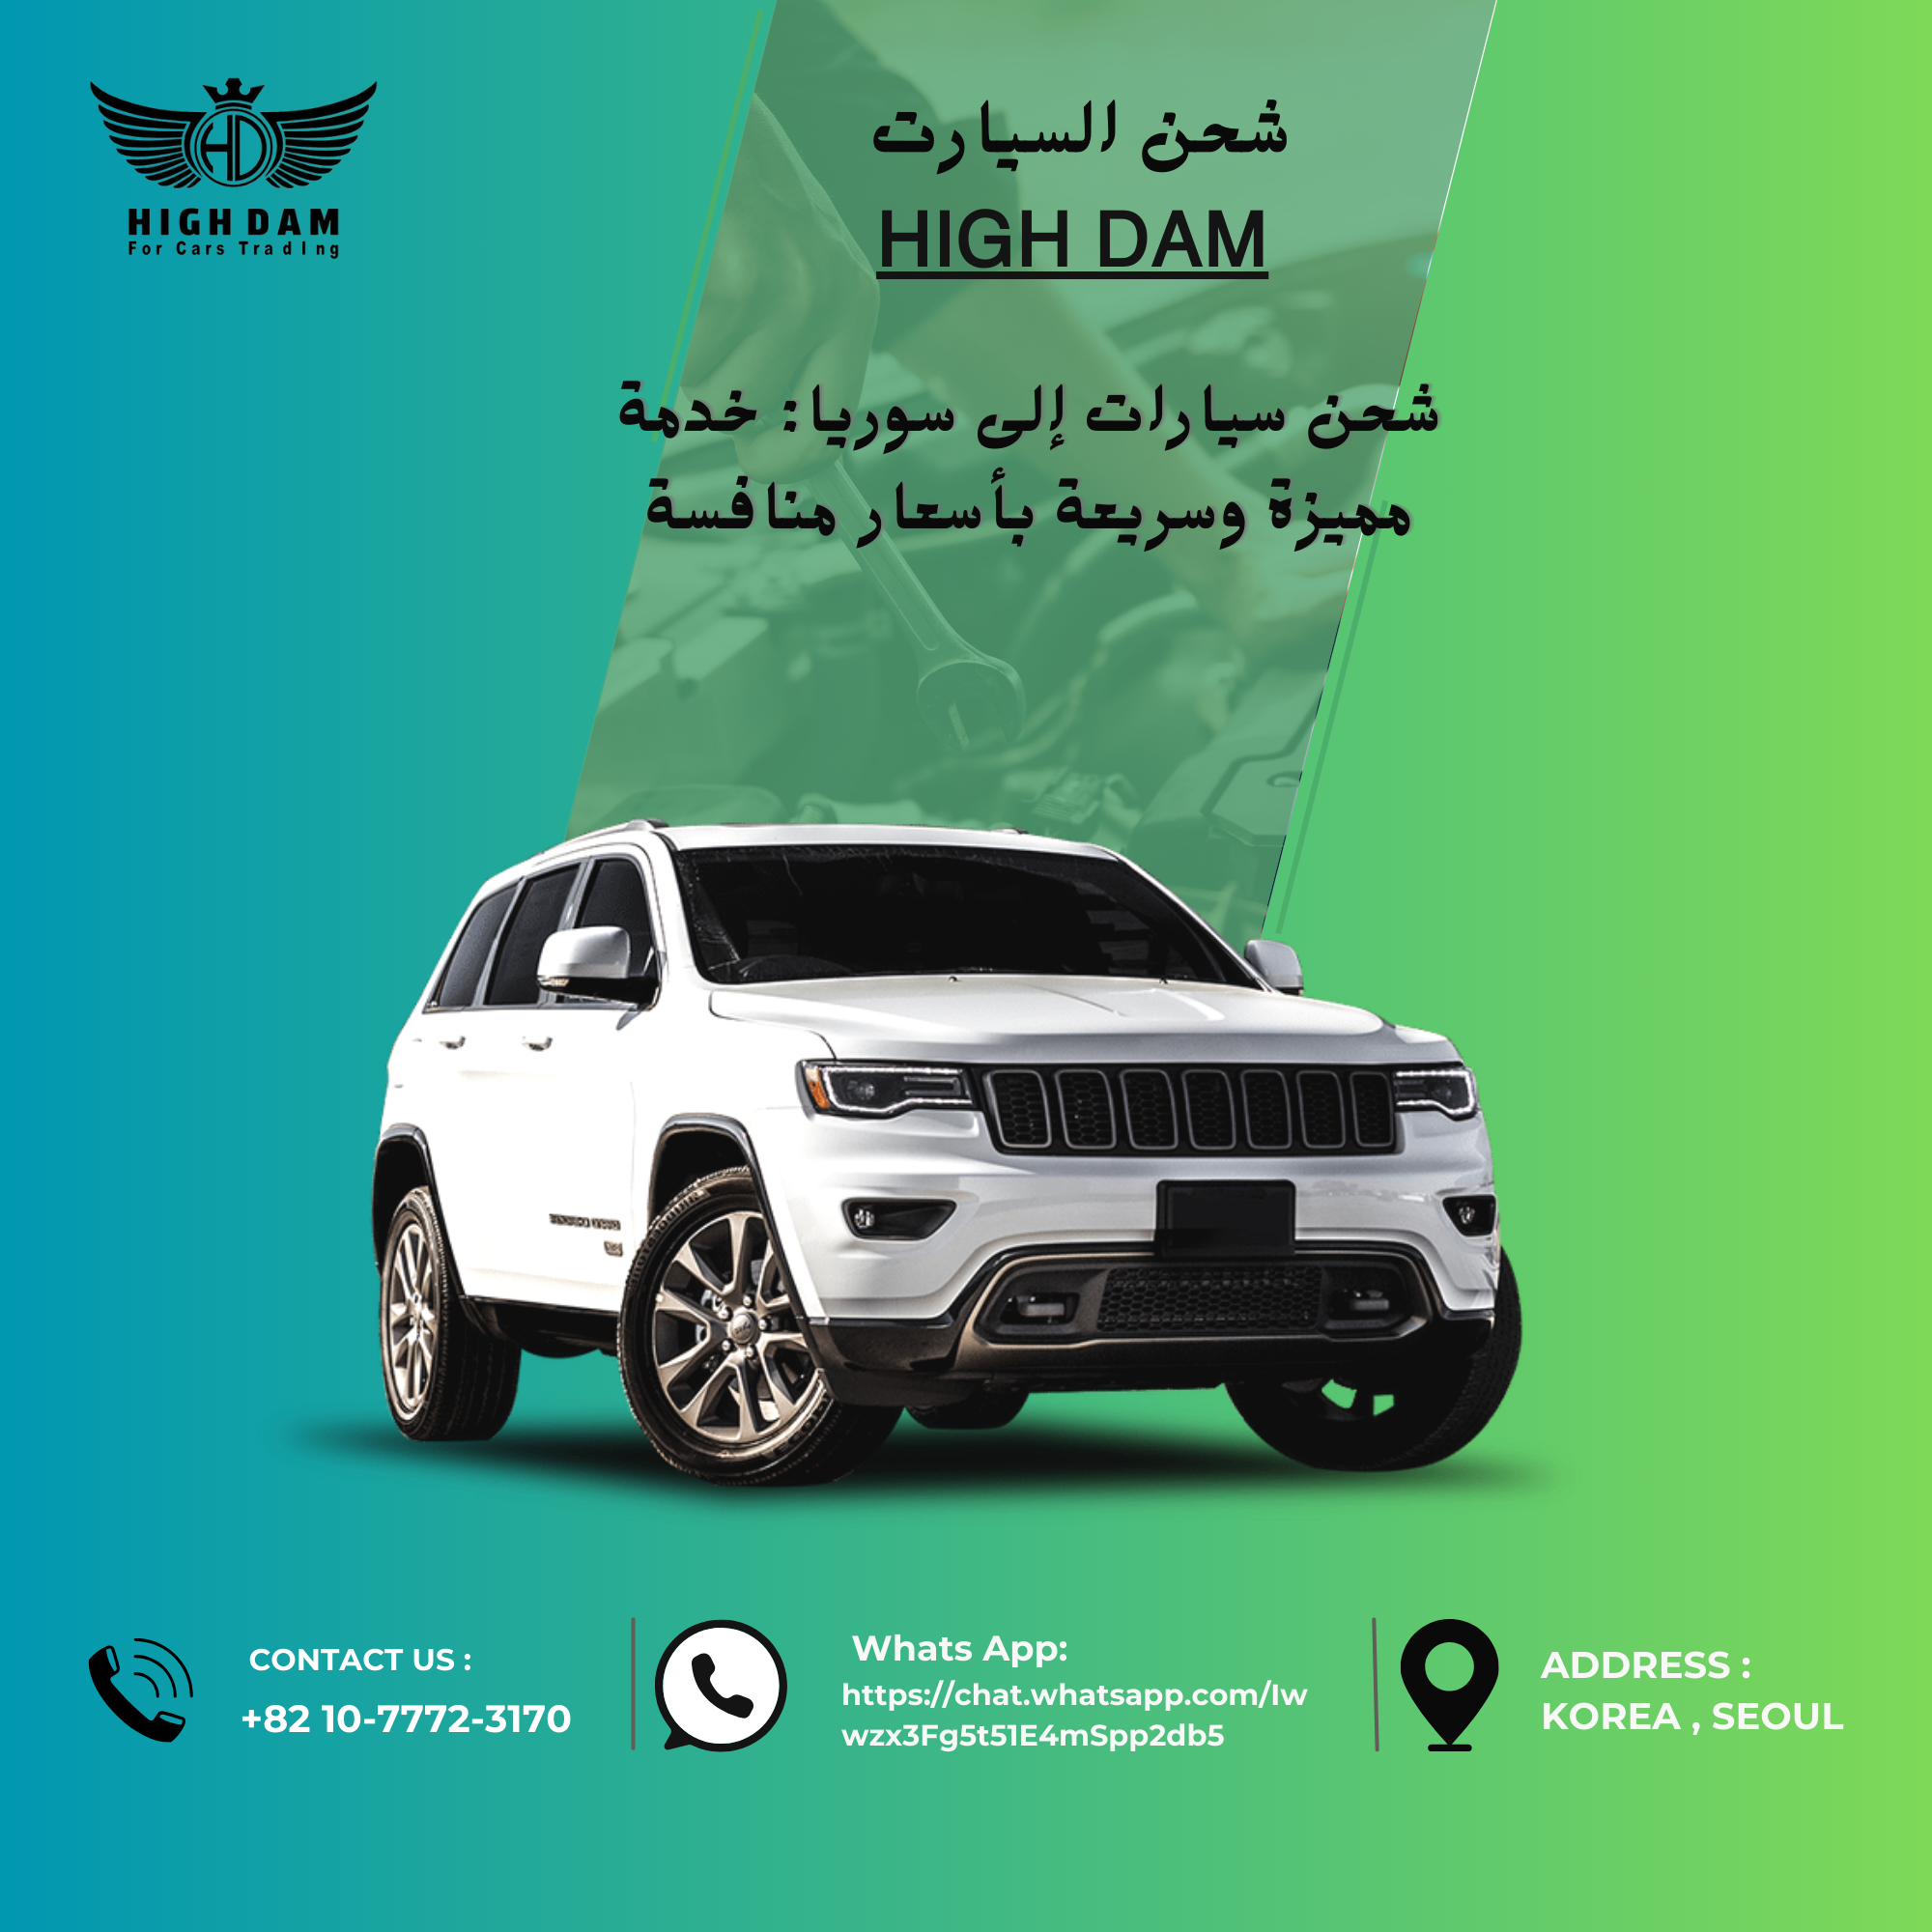 HIGH DAM
For Cars TradIng
شحن السيارت
HIGH DAM
شحن سيارات إلى سوريا: خدمة
مميزة وسريعة بأسعار منافسة
CONTACT US :
+82 10-7772-3170
Whats App:
https://chat.whatsapp.com/Iw
wzx3Fg5t51E4mSpp2db5
ADDRESS :
KOREA , SEOUL